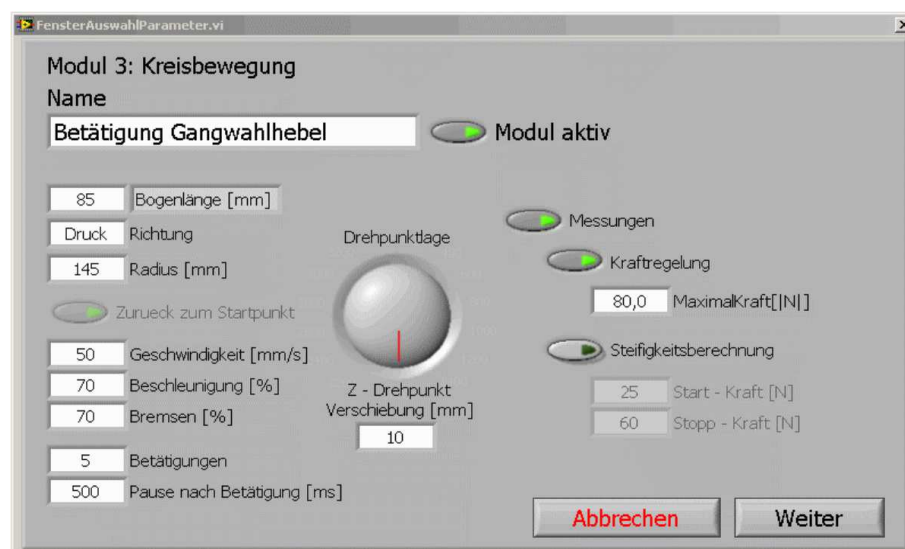 FensterAuswahlParameter.vi
Modul 3: Kreisbewegung
Name
Betätigung Gangwahlhebel
Modul aktiv
85 Bogenlänge [mm]
Druck Richtung
145 Radius [mm]
Zurueck zum Startpunkt
50 Geschwindigkeit [mm/s]
70 Beschleunigung [%]
70 Bremsen [%]
5 Betätigungen
500 Pause nach Betätigung [ms]
Drehpunktlage
Z - Drehpunkt
Verschiebung [mm]
10
Messungen
Kraftregelung
80,0 MaximalKraft[|N|]
Steifigkeitsberechnung
25 Start - Kraft [N]
60 Stopp - Kraft [N]
Abbrechen
Weiter